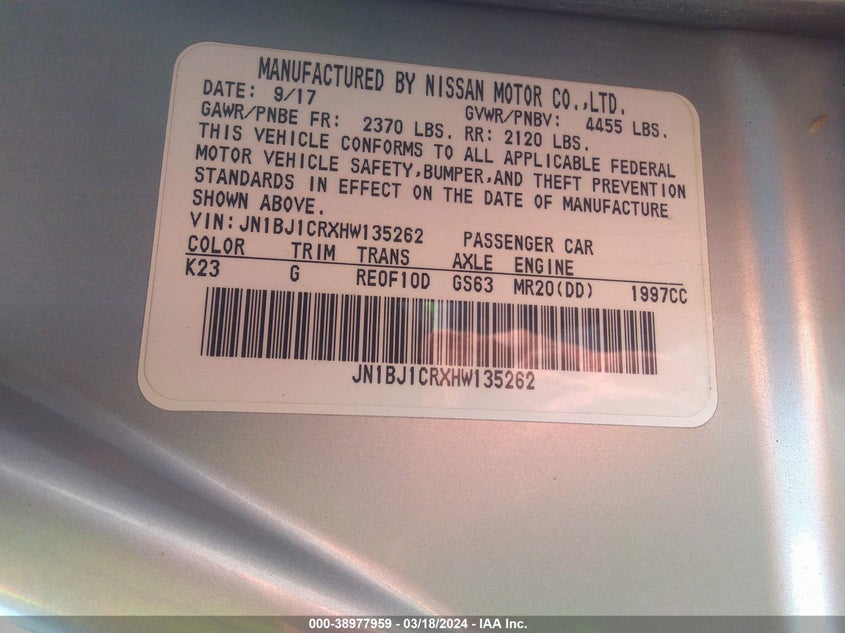 MANUFACTURED BY NISSAN MOTOR CO.,LTD.
DATE: 9/17 GVWR/PNBV: 4455 LBS.
GAWR/PNBE FR: 2370 LBS. RR: 2120 LBS.
THIS VEHICLE CONFORMS TO ALL APPLICABLE FEDERAL
MOTOR VEHICLE SAFETY,BUMPER,AND THEFT PREVENTION
STANDARDS IN EFFECT ON THE DATE OF MANUFACTURE
SHOWN ABOVE.
VIN:JN1BJ1CRXHW135262 PASSENGER CAR
COLOR TRIM TRANS AXLE ENGINE
K23 G RE0F10D GS63 MR20(DD) 1997CC
JN1BJ1CRXHW135262
000-38977959 - 03/18/2024 - IAA Inc.